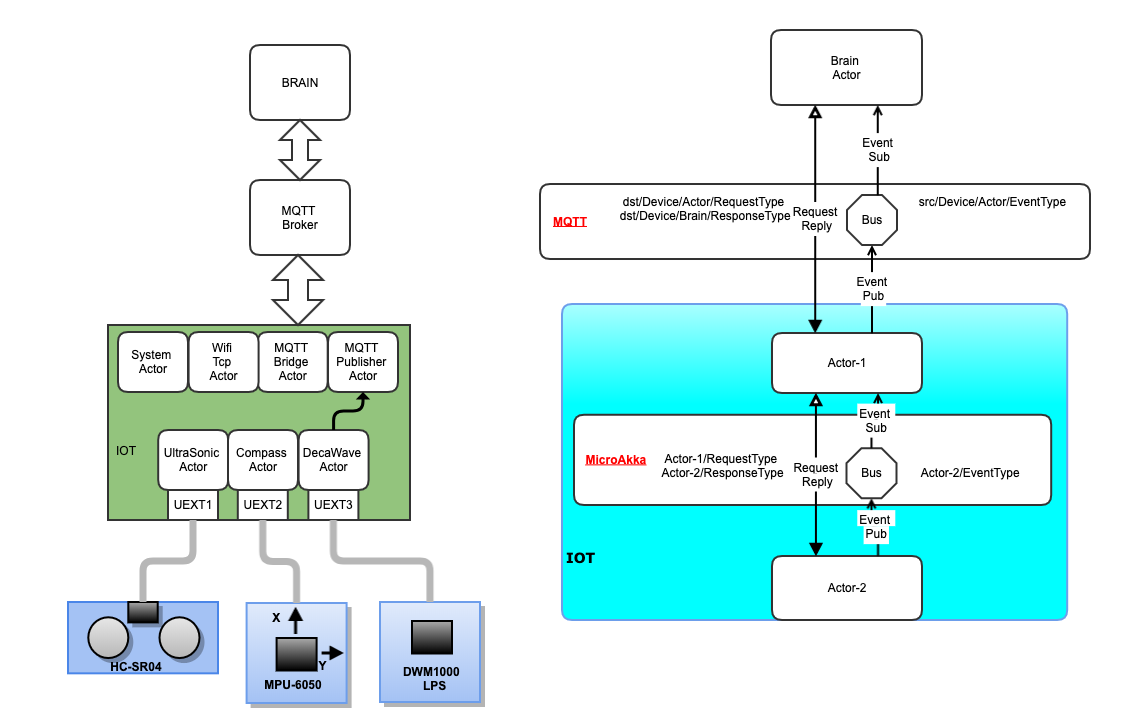 BRAIN
MQTT
Broker
System
Actor
Wifi
Tcp
Actor
MQTT
Bridge
Actor
MQTT
Publisher
Actor
IOT
UltraSonic
Actor
Compass
Actor
DecaWave
Actor
UEXT1
UEXT2
UEXT3
HC-SR04
X
Y
MPU-6050
DWM1000
LPS
Brain
Actor
Event
Sub
MQTT
dst/Device/Actor/RequestType
dst/Device/Brain/ResponseType
Request
Reply
Bus
src/Device/Actor/EventType
Event
Pub
Actor-1
Event
Sub
MicroAkka
Actor-1/RequestType
Actor-2/ResponseType
Request
Reply
Bus
Actor-2/EventType
Event
Pub
IOT
Actor-2